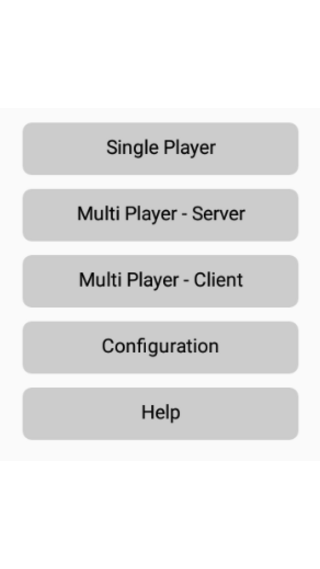 Single Player
Multi Player - Server
Multi Player - Client
Configuration
Help